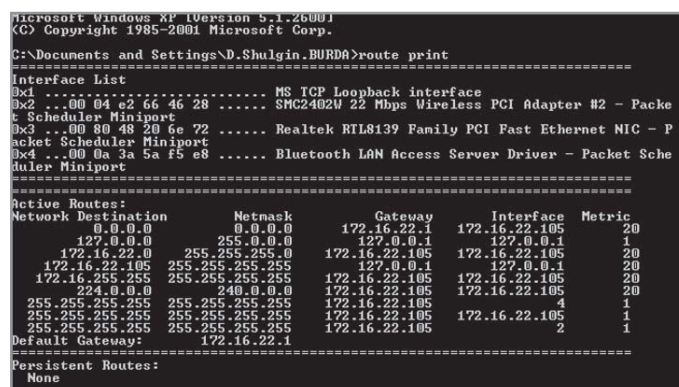 Microsoft Windows XP [Version 5.1.2600]
(C) Copyright 1985-2001 Microsoft Corp.
C:\Documents and Settings\D.Shulgin.BURDA>route print
===========================================================================
Interface List
0x1 ........................... MS TCP Loopback interface
0x2 ...00 04 e2 66 46 28 ...... SMC2402W 22 Mbps Wireless PCI Adapter #2 - Packe
t Scheduler Miniport
0x3 ...00 80 48 20 6e 72 ...... Realtek RTL8139 Family PCI Fast Ethernet NIC - P
acket Scheduler Miniport
0x4 ...00 0a 3a 5a f5 e8 ...... Bluetooth LAN Access Server Driver - Packet Sche
duler Miniport
===========================================================================
===========================================================================
Active Routes:
Network Destination        Netmask          Gateway       Interface  Metric
0.0.0.0          0.0.0.0      172.16.22.1   172.16.22.105      20
127.0.0.0        255.0.0.0        127.0.0.1       127.0.0.1       1
172.16.22.0    255.255.255.0    172.16.22.105   172.16.22.105      20
172.16.22.105  255.255.255.255        127.0.0.1       127.0.0.1      20
172.16.255.255  255.255.255.255    172.16.22.105   172.16.22.105      20
224.0.0.0        240.0.0.0    172.16.22.105   172.16.22.105      20
255.255.255.255  255.255.255.255    172.16.22.105               4       1
255.255.255.255  255.255.255.255    172.16.22.105   172.16.22.105       1
255.255.255.255  255.255.255.255    172.16.22.105               2       1
Default Gateway:       172.16.22.1
===========================================================================
Persistent Routes:
None